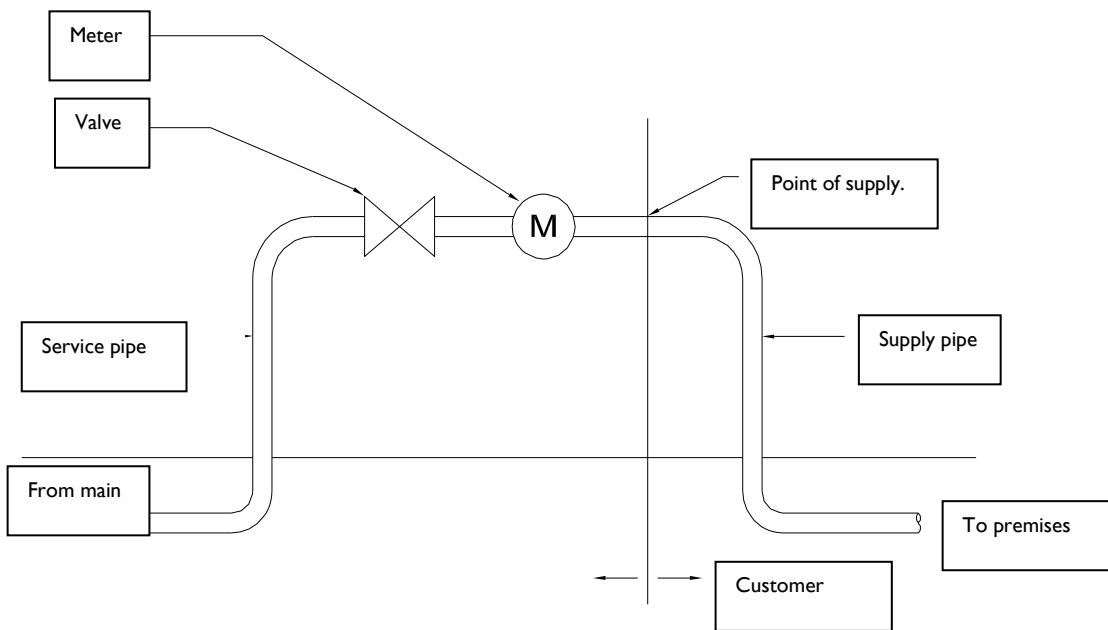 Meter
Valve
Point of supply.
M
Service pipe
Supply pipe
From main
To premises
Customer